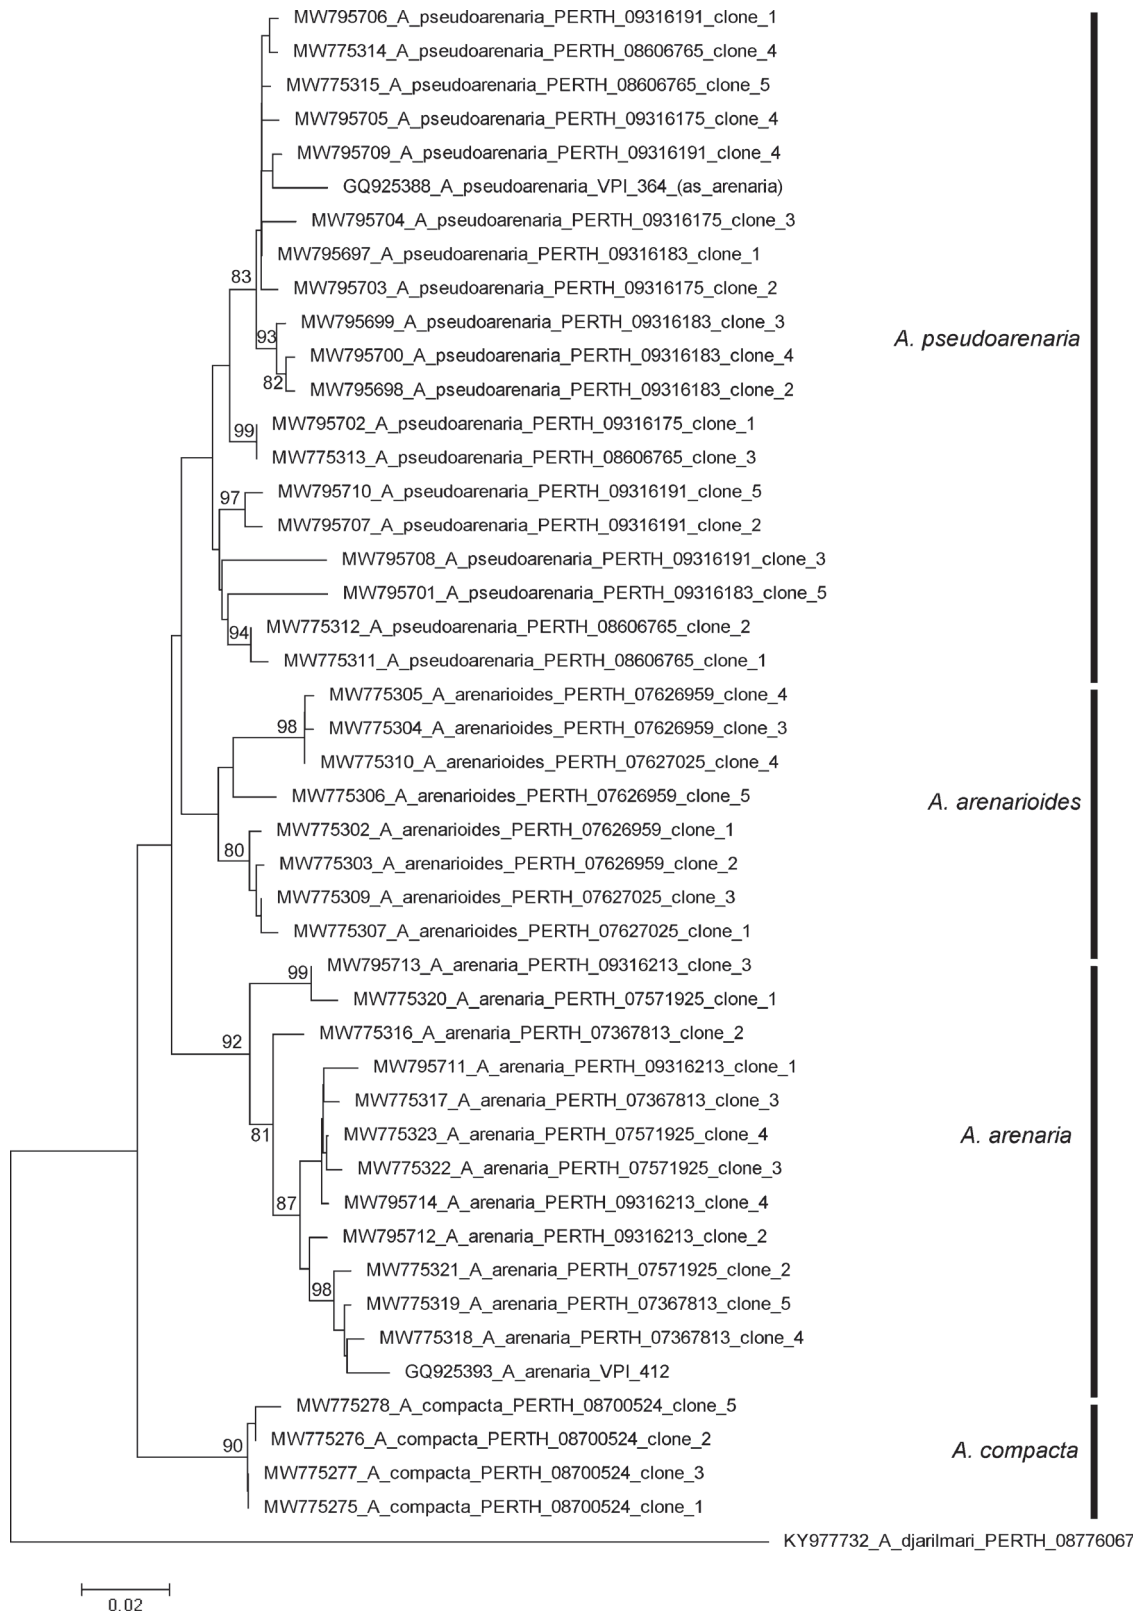 MW795706_A_pseudoarenaria_PERTH_09316191_clone_1
MW775314_A_pseudoarenaria_PERTH_08606765_clone_4
MW775315_A_pseudoarenaria_PERTH_08606765_clone_5
MW795705_A_pseudoarenaria_PERTH_09316175_clone_4
MW795709_A_pseudoarenaria_PERTH_09316191_clone_4
GQ925388_A_pseudoarenaria_VPI_364_(as_arenaria)
MW795704_A_pseudoarenaria_PERTH_09316175_clone_3
MW795697_A_pseudoarenaria_PERTH_09316183_clone_1
83
MW795703_A_pseudoarenaria_PERTH_09316175_clone_2
MW795699_A_pseudoarenaria_PERTH_09316183_clone_3
93
A. pseudoarenaria
MW795700_A_pseudoarenaria_PERTH_09316183_clone_4
82
MW795698_A_pseudoarenaria_PERTH_09316183_clone_2
MW795702_A_pseudoarenaria_PERTH_09316175_clone_1
99
MW775313_A_pseudoarenaria_PERTH_08606765_clone_3
MW795710_A_pseudoarenaria_PERTH_09316191_clone_5
97
MW795707_A_pseudoarenaria_PERTH_09316191_clone_2
MW795708_A_pseudoarenaria_PERTH_09316191_clone_3
MW795701_A_pseudoarenaria_PERTH_09316183_clone_5
94
MW775312_A_pseudoarenaria_PERTH_08606765_clone_2
MW775311_A_pseudoarenaria_PERTH_08606765_clone_1
MW775305_A_arenarioides_PERTH_07626959_clone_4
98
MW775304_A_arenarioides_PERTH_07626959_clone_3
MW775310_A_arenarioides_PERTH_07627025_clone_4
MW775306_A_arenarioides_PERTH_07626959_clone_5
A. arenarioides
MW775302_A_arenarioides_PERTH_07626959_clone_1
80
MW775303_A_arenarioides_PERTH_07626959_clone_2
MW775309_A_arenarioides_PERTH_07627025_clone_3
MW775307_A_arenarioides_PERTH_07627025_clone_1
MW795713_A_arenaria_PERTH_09316213_clone_3
99
MW775320_A_arenaria_PERTH_07571925_clone_1
MW775316_A_arenaria_PERTH_07367813_clone_2
92
MW795711_A_arenaria_PERTH_09316213_clone_1
MW775317_A_arenaria_PERTH_07367813_clone_3
81
MW775323_A_arenaria_PERTH_07571925_clone_4
A. arenaria
MW775322_A_arenaria_PERTH_07571925_clone_3
87
MW795714_A_arenaria_PERTH_09316213_clone_4
MW795712_A_arenaria_PERTH_09316213_clone_2
MW775321_A_arenaria_PERTH_07571925_clone_2
98
MW775319_A_arenaria_PERTH_07367813_clone_5
MW775318_A_arenaria_PERTH_07367813_clone_4
GQ925393_A_arenaria_VPI_412
MW775278_A_compacta_PERTH_08700524_clone_5
90
MW775276_A_compacta_PERTH_08700524_clone_2
A. compacta
MW775277_A_compacta_PERTH_08700524_clone_3
MW775275_A_compacta_PERTH_08700524_clone_1
KY977732_A_djarilmari_PERTH_08776067
0.02